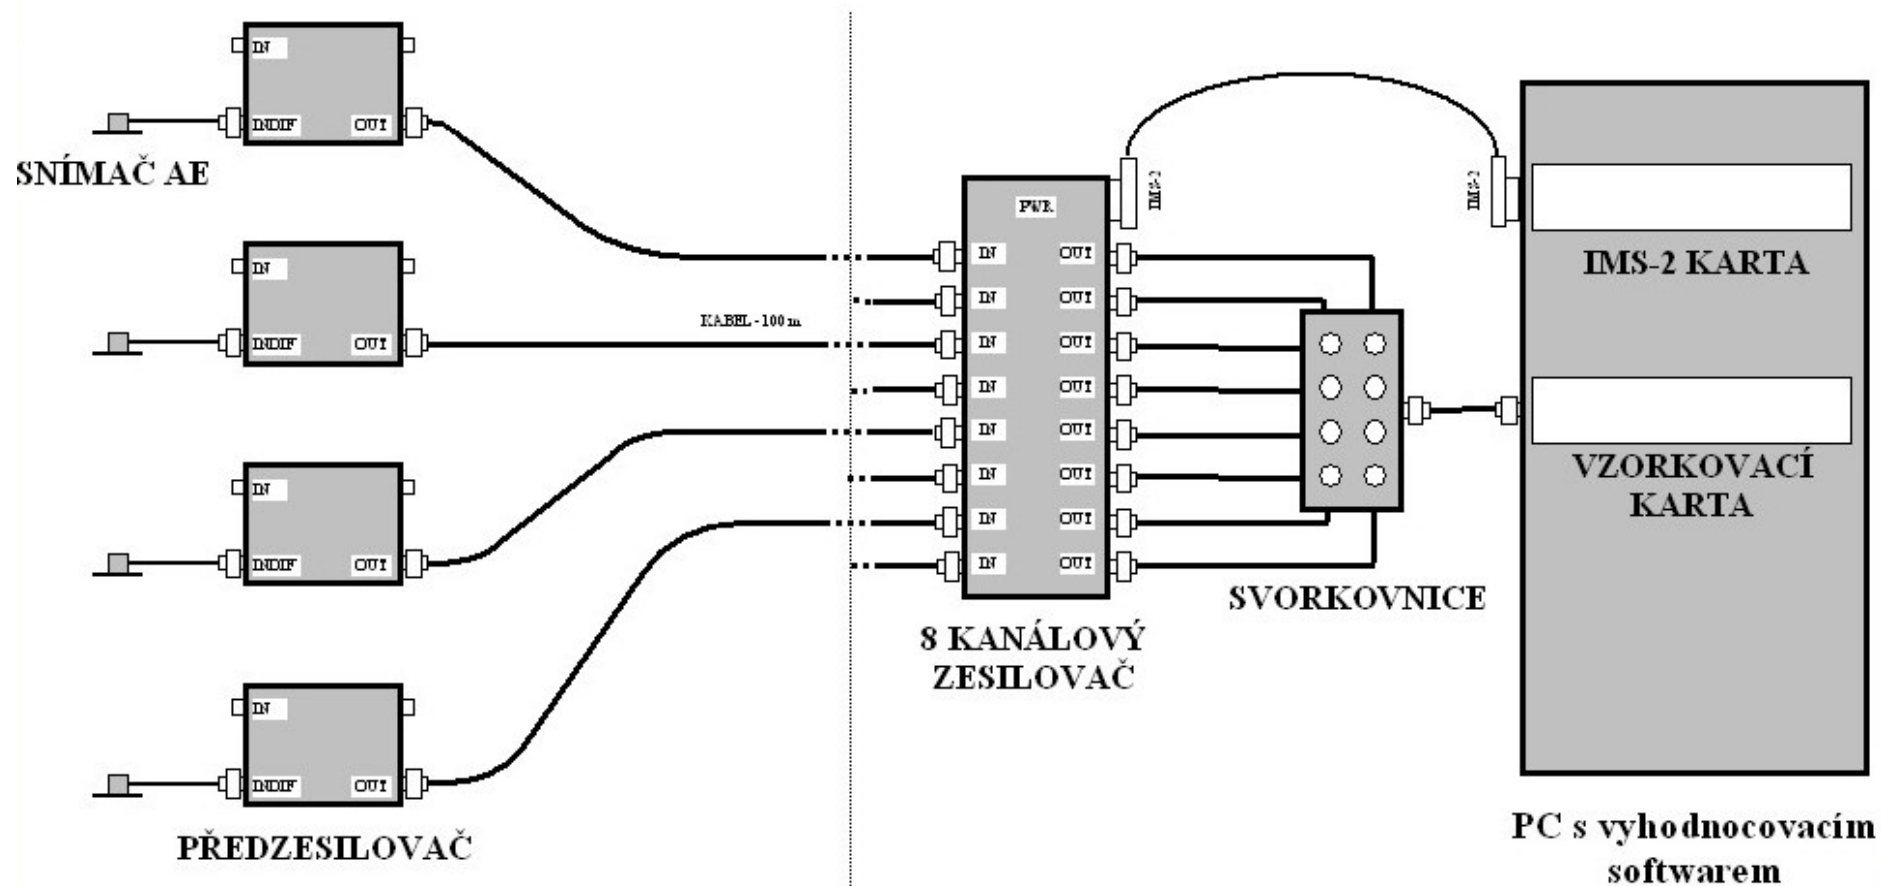 IN
INDIF OUT
SNÍMAČ AE
IN
INDIF OUT
IN
INDIF OUT
IN
INDIF OUT
PŘEDZESILOVAČ
KABEL - 100 m
PWR
IN OUT
IN OUT
IN OUT
IN OUT
IN OUT
IN OUT
IN OUT
IN OUT
8 KANÁLOVÝ
ZESILOVAČ
IMS-2
IMS-2
SVORKOVNICE
IMS-2 KARTA
VZORKOVACÍ
KARTA
PC s vyhodnocovacím
softwarem